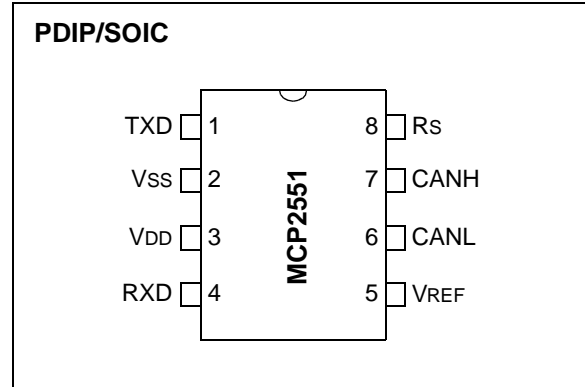 PDIP/SOIC
TXD 1 8 RS
VSS 2 7 CANH
VDD 3 6 CANL
RXD 4 5 VREF
MCP2551